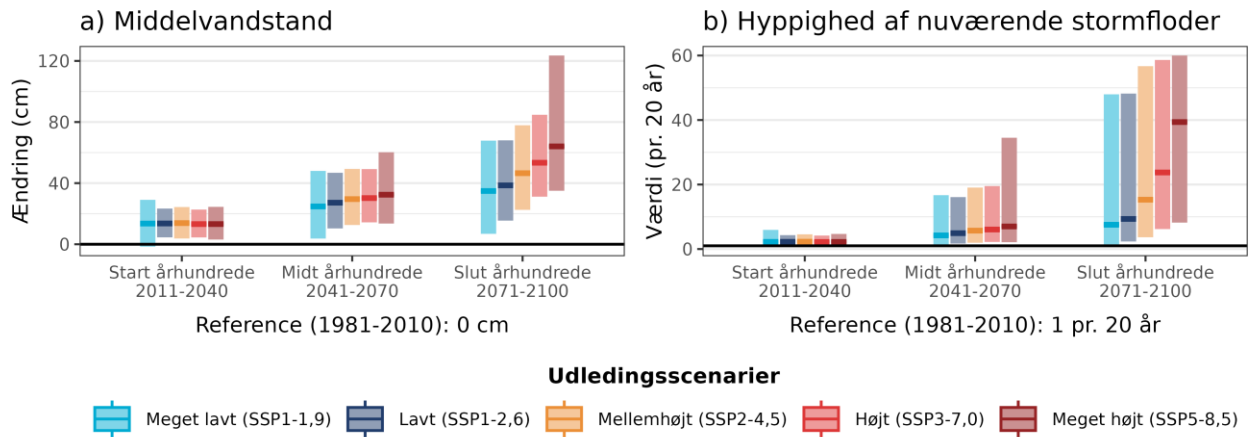 a) Middelvandstand
Ændring (cm)
120
80
40
0
Start århundrede
2011-2040
Midt århundrede
2041-2070
Slut århundrede
2071-2100
Reference (1981-2010): 0 cm
b) Hyppighed af nuværende stormfloder
Værdi (pr. 20 år)
60
40
20
0
Start århundrede
2011-2040
Midt århundrede
2041-2070
Slut århundrede
2071-2100
Reference (1981-2010): 1 pr. 20 år
Udledingsscenarier
Meget lavt (SSP1-1,9)
Lavt (SSP1-2,6)
Mellemhøjt (SSP2-4,5)
Højt (SSP3-7,0)
Meget højt (SSP5-8,5)